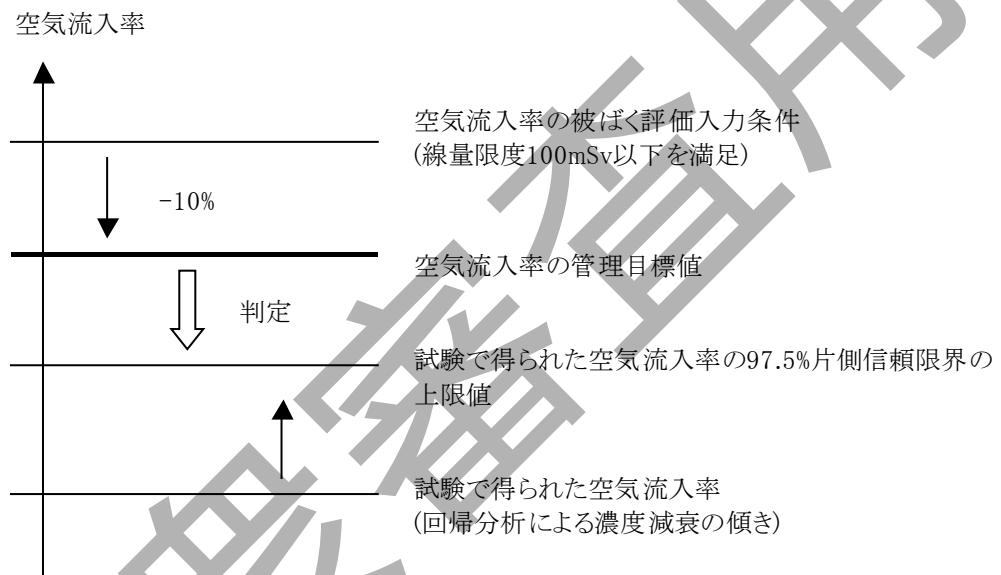 空気流入率
空気流入率の被ばく評価入力条件
(線量限度100mSv以下を満足)
-10%
空気流入率の管理目標値
判定
試験で得られた空気流入率の97.5%片側信頼限界の
上限値
試験で得られた空気流入率
(回帰分析による濃度減衰の傾き)
審査用